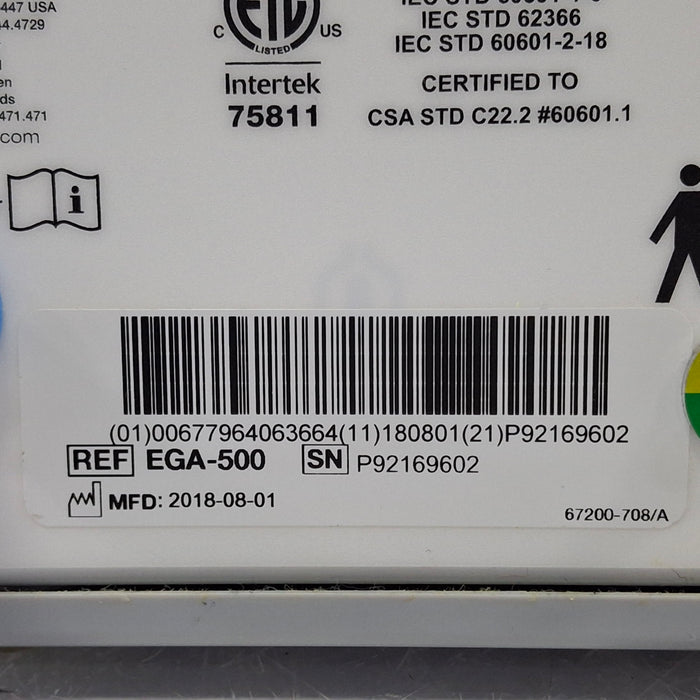 447 USA
4.4729
en
ds
471.471
com
C ETL US
LISTED
Intertek
75811
IEC STD 62366
IEC STD 60601-2-18
CERTIFIED TO
CSA STD C22.2 #60601.1
i
(01)00677964063664(11)180801(21)P92169602
REF EGA-500 SN P92169602
MFD: 2018-08-01
67200-708/A